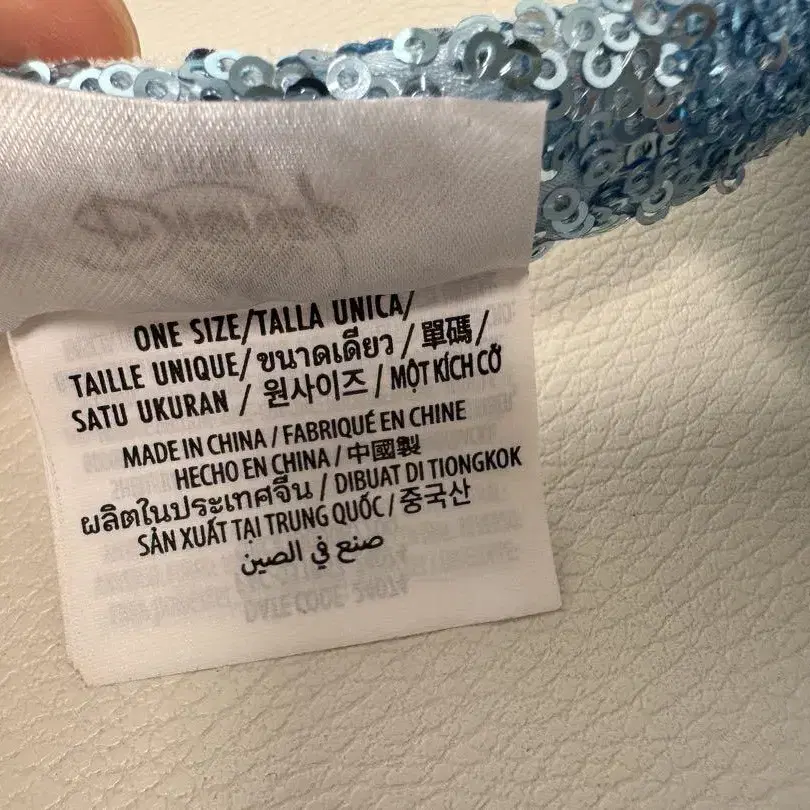 ONE SIZE/TALLA UNICA/
TAILLE UNIQUE/ ขนาดเดียว / 單碼 /
SATU UKURAN / 원사이즈 / MỘT KÍCH CỠ
MADE IN CHINA / FABRIQUÉ EN CHINE
HECHO EN CHINA / 中國製
ผลิตในประเทศจีน / DIBUAT DI TIONGKOK
SẢN XUẤT TẠI TRUNG QUỐC / 중국산
صنع في الصين
DATE CODE